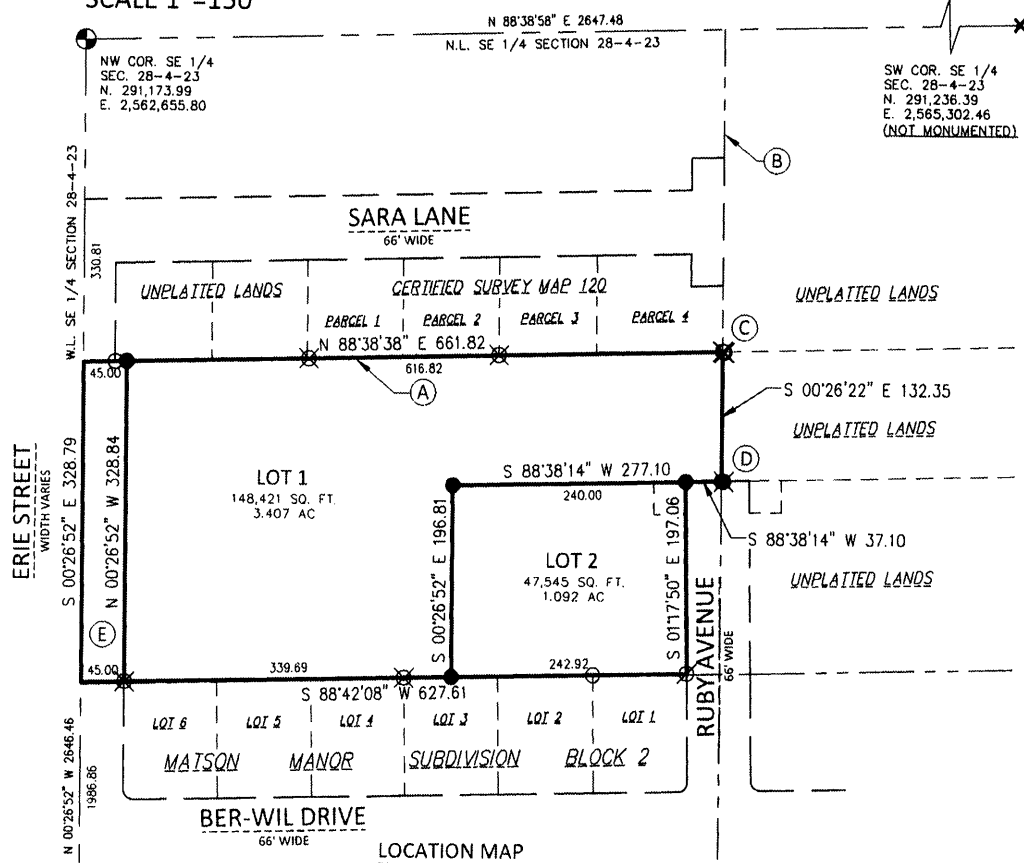 SCALE 1"=150'
N 88°38'58" E 2647.48
N.L. SE 1/4 SECTION 28-4-23
NW COR. SE 1/4
SEC. 28-4-23
N. 291,173.99
E. 2,562,655.80
SW COR. SE 1/4
SEC. 28-4-23
N. 291,236.39
E. 2,565,302.46
(NOT MONUMENTED)
B
W.L. SE 1/4 SECTION 28-4-23
330.81
SARA LANE
66' WIDE
UNPLATTED LANDS
CERTIFIED SURVEY MAP 120
UNPLATTED LANDS
PARCEL 1
PARCEL 2
PARCEL 3
PARCEL 4
C
N 88°38'38" E 661.82
45.00
616.82
A
S 00°26'22" E 132.35
UNPLATTED LANDS
D
ERIE STREET
WIDTH VARIES
S 00°26'52" E 328.79
N 00°26'52" W 328.84
LOT 1
148,421 SQ. FT.
3.407 AC
S 88°38'14" W 277.10
240.00
S 00°26'52" E 196.81
LOT 2
47,545 SQ. FT.
1.092 AC
S 01°17'50" E 197.06
S 88°38'14" W 37.10
UNPLATTED LANDS
RUBY AVENUE
66' WIDE
E
45.00
339.69
242.92
S 88°42'08" W 627.61
LOT 6
LOT 5
LOT 4
LOT 3
LOT 2
LOT 1
MATSON MANOR SUBDIVISION BLOCK 2
N 00°26'52" W 2646.46
1986.86
BER-WIL DRIVE
66' WIDE
LOCATION MAP